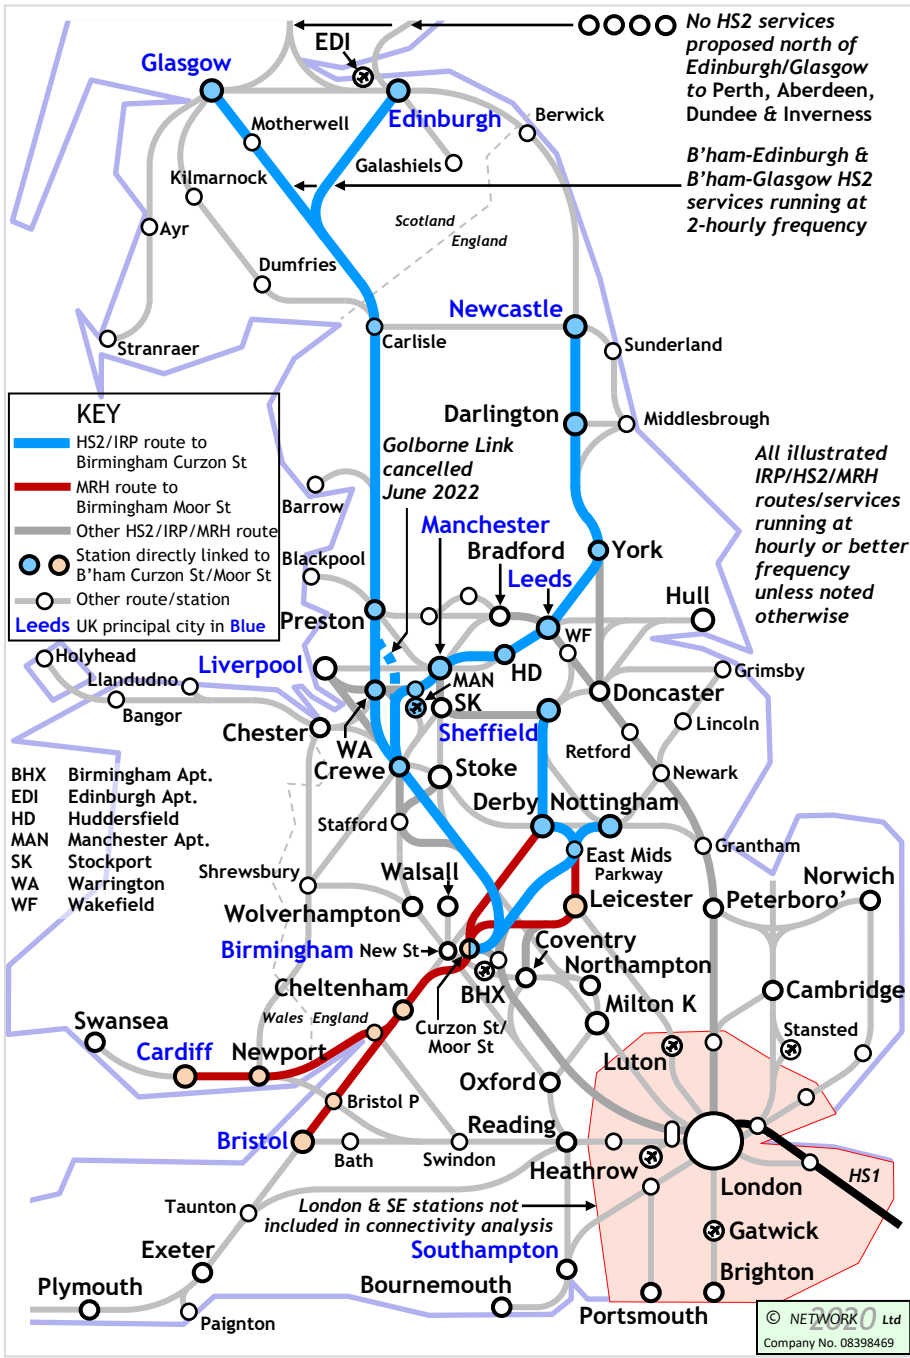 No HS2 services
proposed north of
Edinburgh/Glasgow
to Perth, Aberdeen,
Dundee & Inverness
EDI
Glasgow
Edinburgh
Berwick
Motherwell
Galashiels
B'ham-Edinburgh &
B'ham-Glasgow HS2
services running at
2-hourly frequency
Kilmarnock
Ayr
Scotland
England
Dumfries
Newcastle
Carlisle
Sunderland
Stranraer
KEY
HS2/IRP route to
Birmingham Curzon St
MRH route to
Birmingham Moor St
Other HS2/IRP/MRH route
Station directly linked to
B'ham Curzon St/Moor St
Other route/station
Leeds UK principal city in Blue
Darlington
Middlesbrough
Golborne Link
cancelled
June 2022
All illustrated
IRP/HS2/MRH
routes/services
running at
hourly or better
frequency
unless noted
otherwise
Barrow
Manchester
Bradford
York
Blackpool
Leeds
Hull
Preston
WF
Holyhead
Liverpool
MAN
HD
Grimsby
Llandudno
Doncaster
Bangor
SK
Lincoln
Chester
Sheffield
WA
Retford
Crewe
Stoke
Newark
BHX Birmingham Apt.
EDI Edinburgh Apt.
HD Huddersfield
MAN Manchester Apt.
SK Stockport
WA Warrington
WF Wakefield
Derby
Nottingham
Stafford
East Mids
Parkway
Grantham
Shrewsbury
Walsall
Norwich
Leicester
Peterboro'
Wolverhampton
Birmingham New St
Coventry
Northampton
BHX
Cheltenham
Milton K
Cambridge
Wales England
Curzon St/
Moor St
Swansea
Stansted
Cardiff
Newport
Luton
Oxford
Bristol P
Reading
Bristol
Bath
Swindon
Heathrow
London
HS1
Taunton
London & SE stations not
included in connectivity analysis
Gatwick
Exeter
Southampton
Brighton
Plymouth
Bournemouth
Paignton
Portsmouth
© NETWORK 2020 Ltd
Company No. 08398469